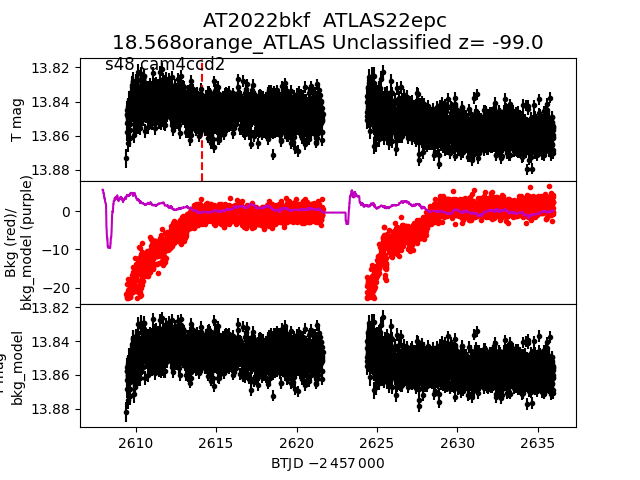 AT2022bkf  ATLAS22epc
18.568orange_ATLAS Unclassified z= -99.0
s48 cam4ccd2
13.82
13.84
13.86
13.88
T mag
0
−10
−20
Bkg (red)/
bkg_model (purple)
13.82
13.84
13.86
13.88
T mag
bkg_model
2610
2615
2620
2625
2630
2635
BTJD −2 457 000